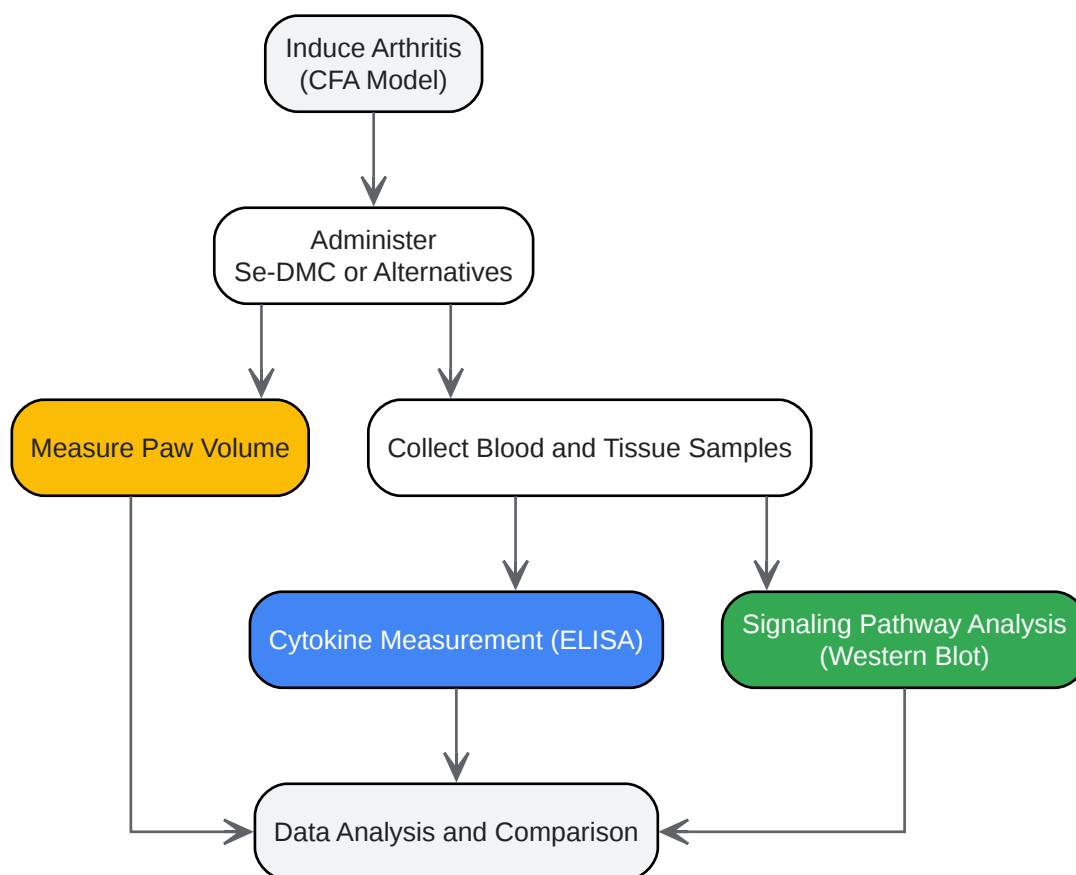 Induce Arthritis
(CFA Model)
Administer
Se-DMC or Alternatives
Measure Paw Volume
Collect Blood and Tissue Samples
Cytokine Measurement (ELISA)
Signaling Pathway Analysis
(Western Blot)
Data Analysis and Comparison